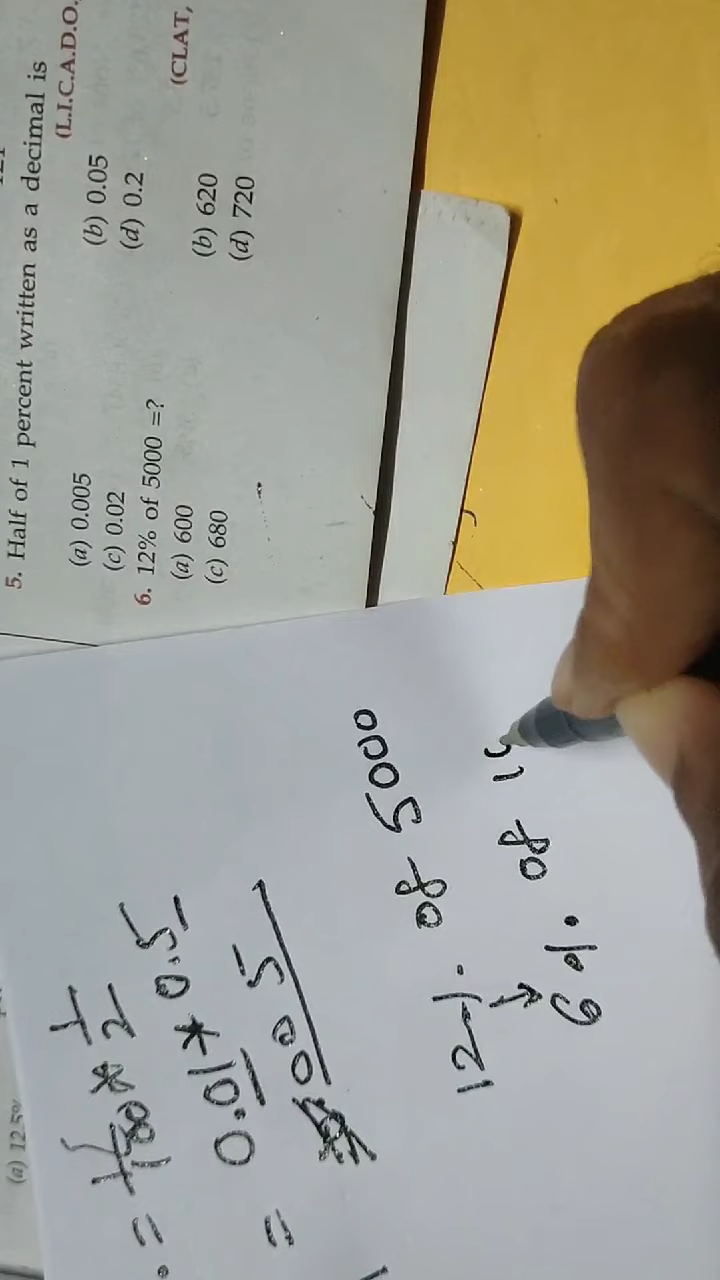 5. Half of 1 percent written as a decimal is
(L.I.C.A.D.O.
(a) 0.005 (b) 0.05
(c) 0.02 (d) 0.2
6. 12% of 5000 =?
(CLAT,
(a) 600 (b) 620
(c) 680 (d) 720
(a) 12.5%
= 1/100 * 1/2
= 0.01 * 0.5
005
12%. of 5000
↓
6%. of 1